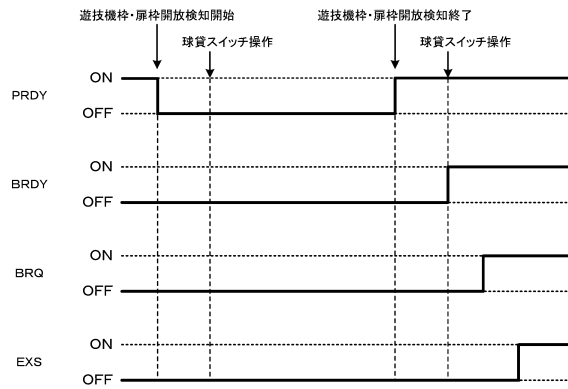 遊技機枠・扉枠開放検知開始
遊技機枠・扉枠開放検知終了
球貸スイッチ操作
球貸スイッチ操作
ON
PRDY
OFF
ON
BRDY
OFF
ON
BRQ
OFF
ON
EXS
OFF